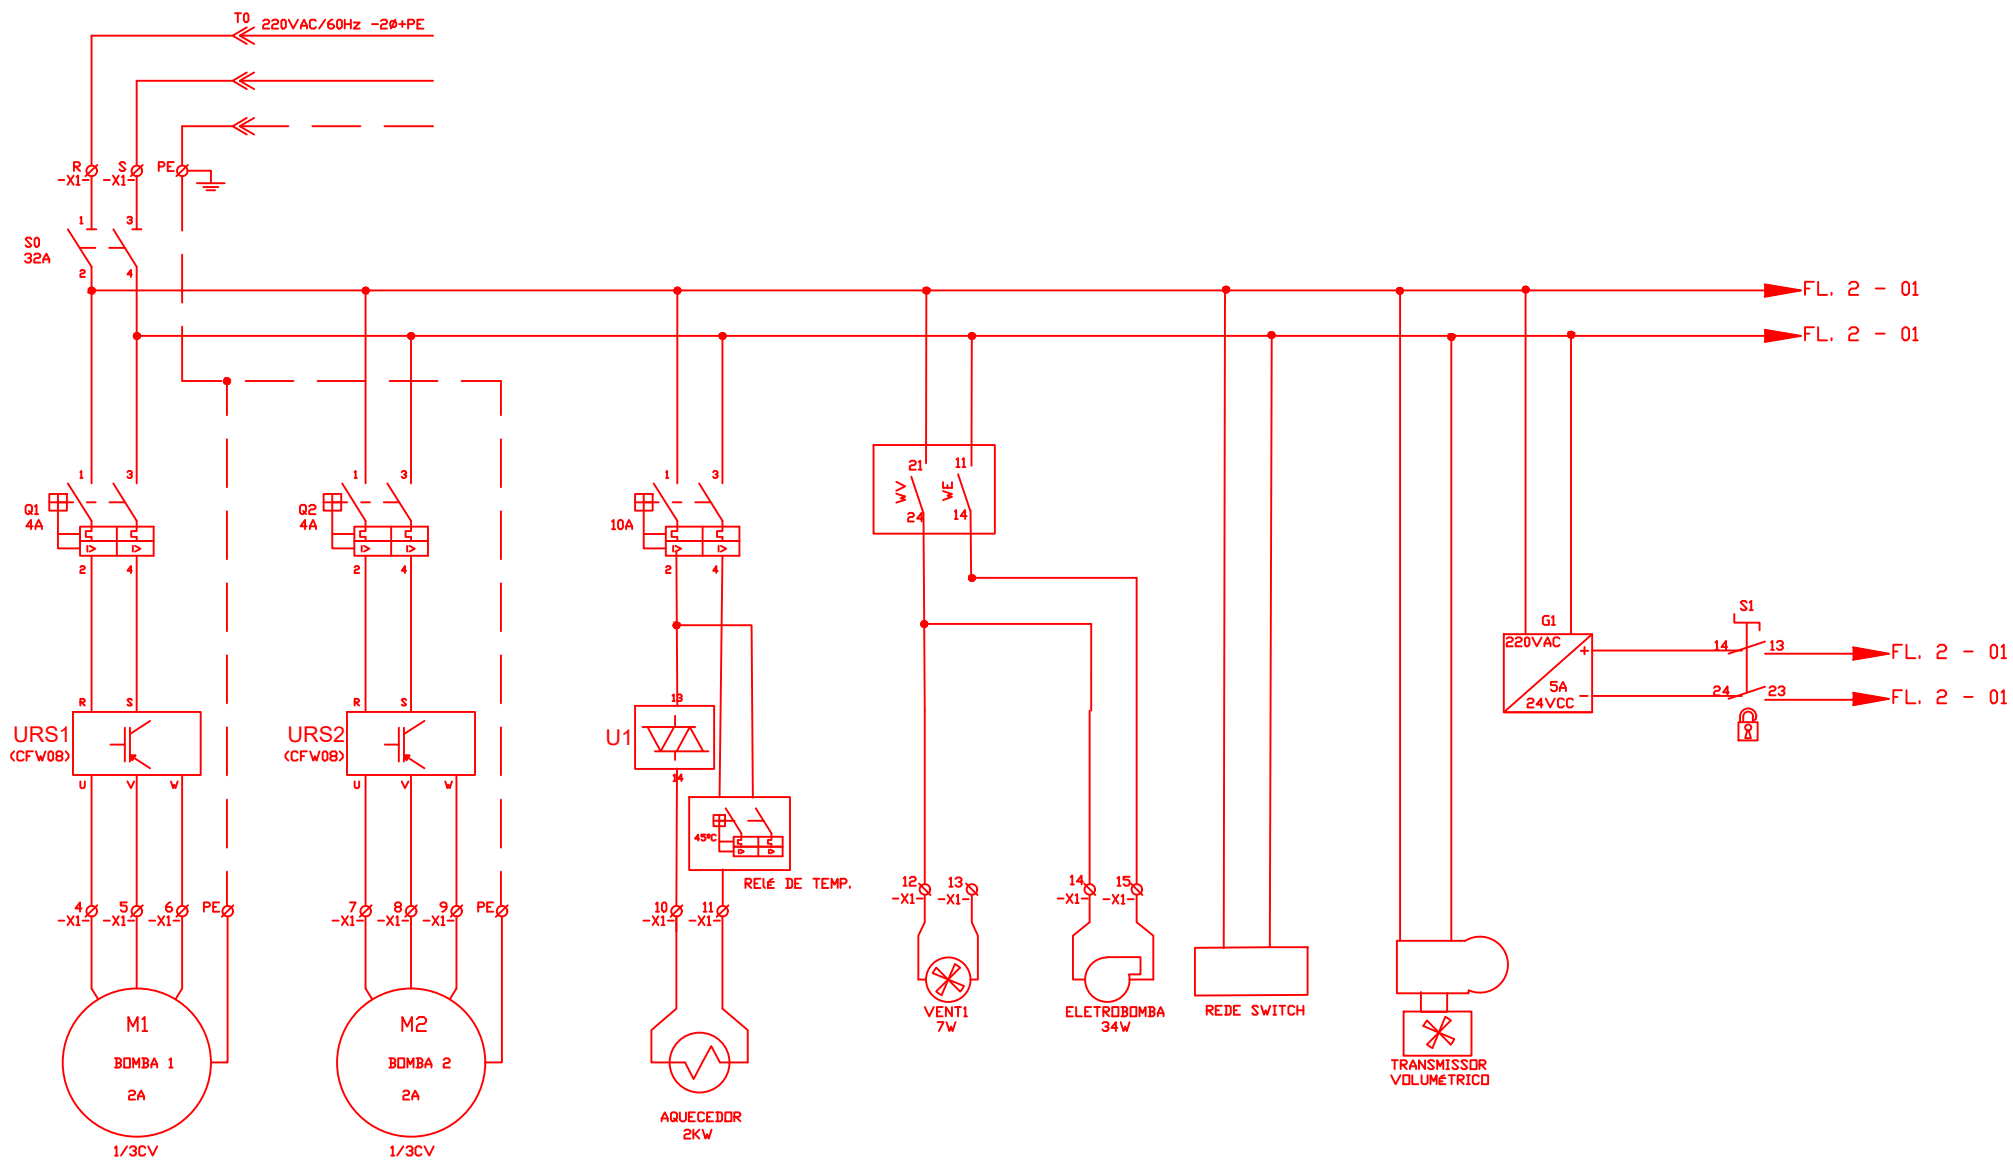 T0
220VAC/60Hz -2ø+PE
R
S
PE
-X1-
-X1-
1
3
S0
32A
2
4
FL. 2 - 01
FL. 2 - 01
21
11
WV
WE
24
14
1
3
1
3
1
3
Q1
4A
Q2
4A
10A
2
4
2
4
2
4
S1
G1
220VAC
+
14
13
FL. 2 - 01
5A
24VCC
-
24
23
FL. 2 - 01
R
S
R
S
13
URS1
(CFW08)
URS2
(CFW08)
U1
U
V
W
U
V
W
14
45ºC
RElé DE TEMP.
12
13
14
15
-X1-
-X1-
-X1-
-X1-
4
5
6
PE
7
8
9
PE
10
11
-X1-
-X1-
-X1-
-X1-
-X1-
-X1-
-X1-
-X1-
M1
BOMBA 1
2A
1/3CV
M2
BOMBA 2
2A
1/3CV
AQUECEDOR
2KW
VENT1
7W
ELETROBOMBA
34W
REDE SWITCH
TRANSMISSOR
VOLUMéTRICO